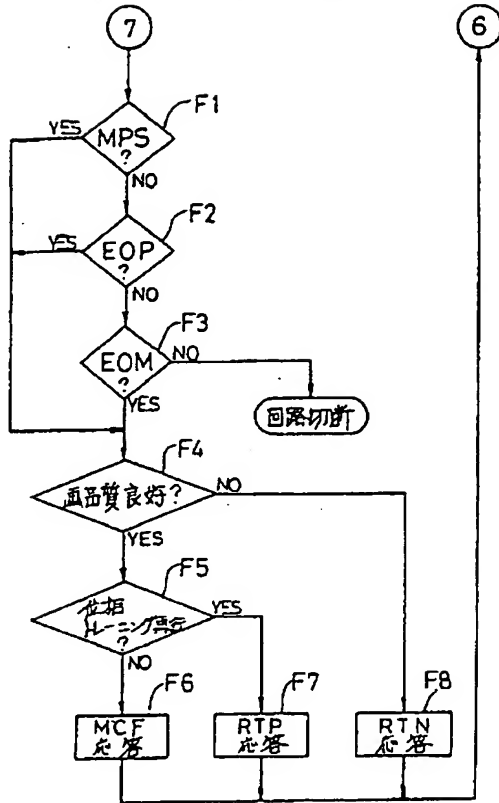 7
6
F1
YES
MPS
?
NO
F2
YES
EOP
?
NO
F3
EOM
?
NO
YES
回路切断
F4
画品質良好?
NO
YES
F5
位相
トレーニング再行
?
YES
NO
F6
MCF
応答
F7
RTP
応答
F8
RTN
応答